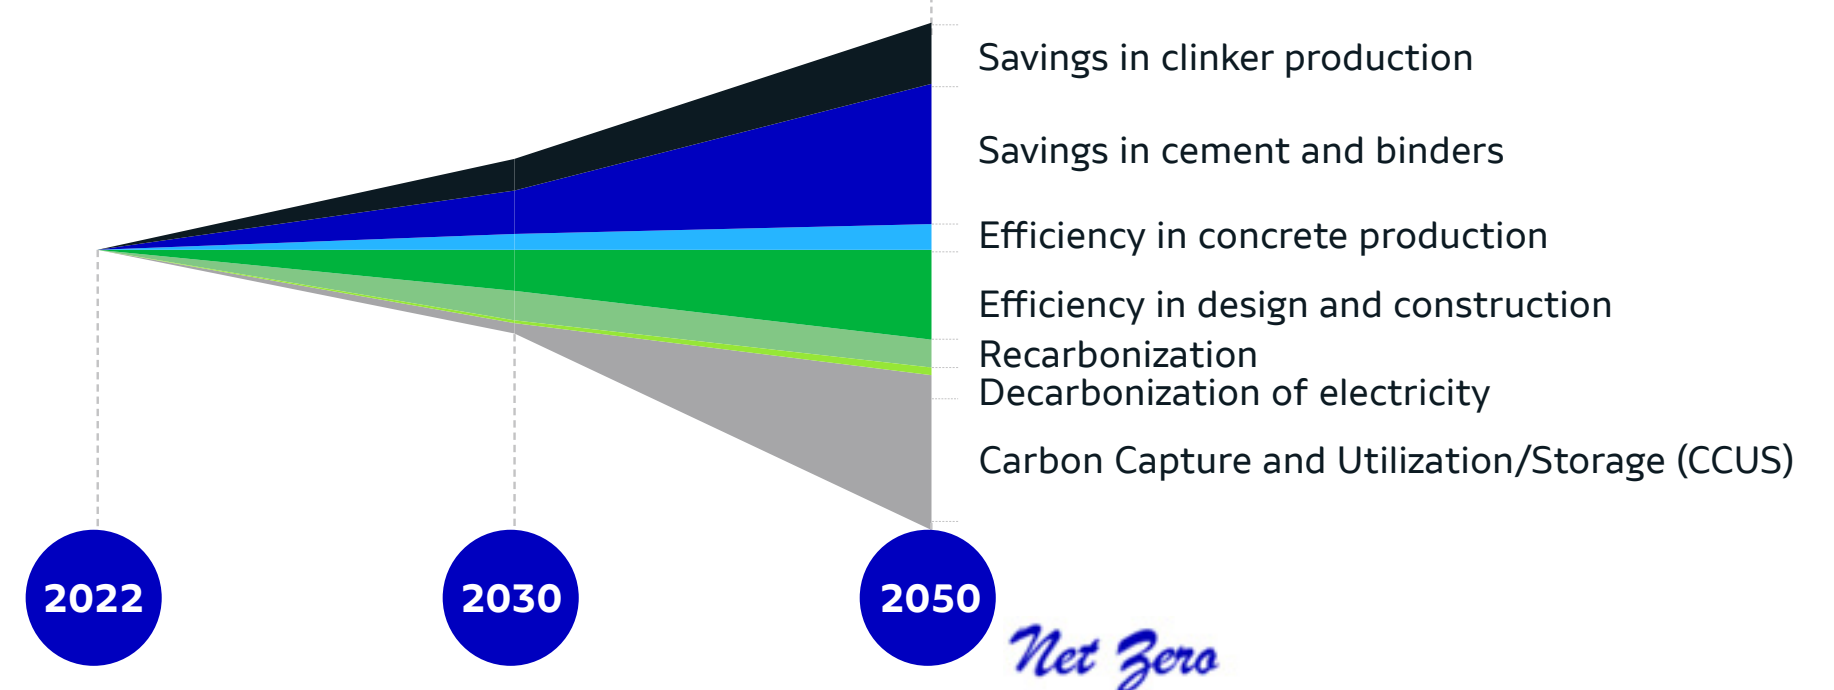 Savings in clinker production
Savings in cement and binders
Efficiency in concrete production
Efficiency in design and construction
Recarbonization
Decarbonization of electricity
Carbon Capture and Utilization/Storage (CCUS)
2022
2030
2050
Net Zero